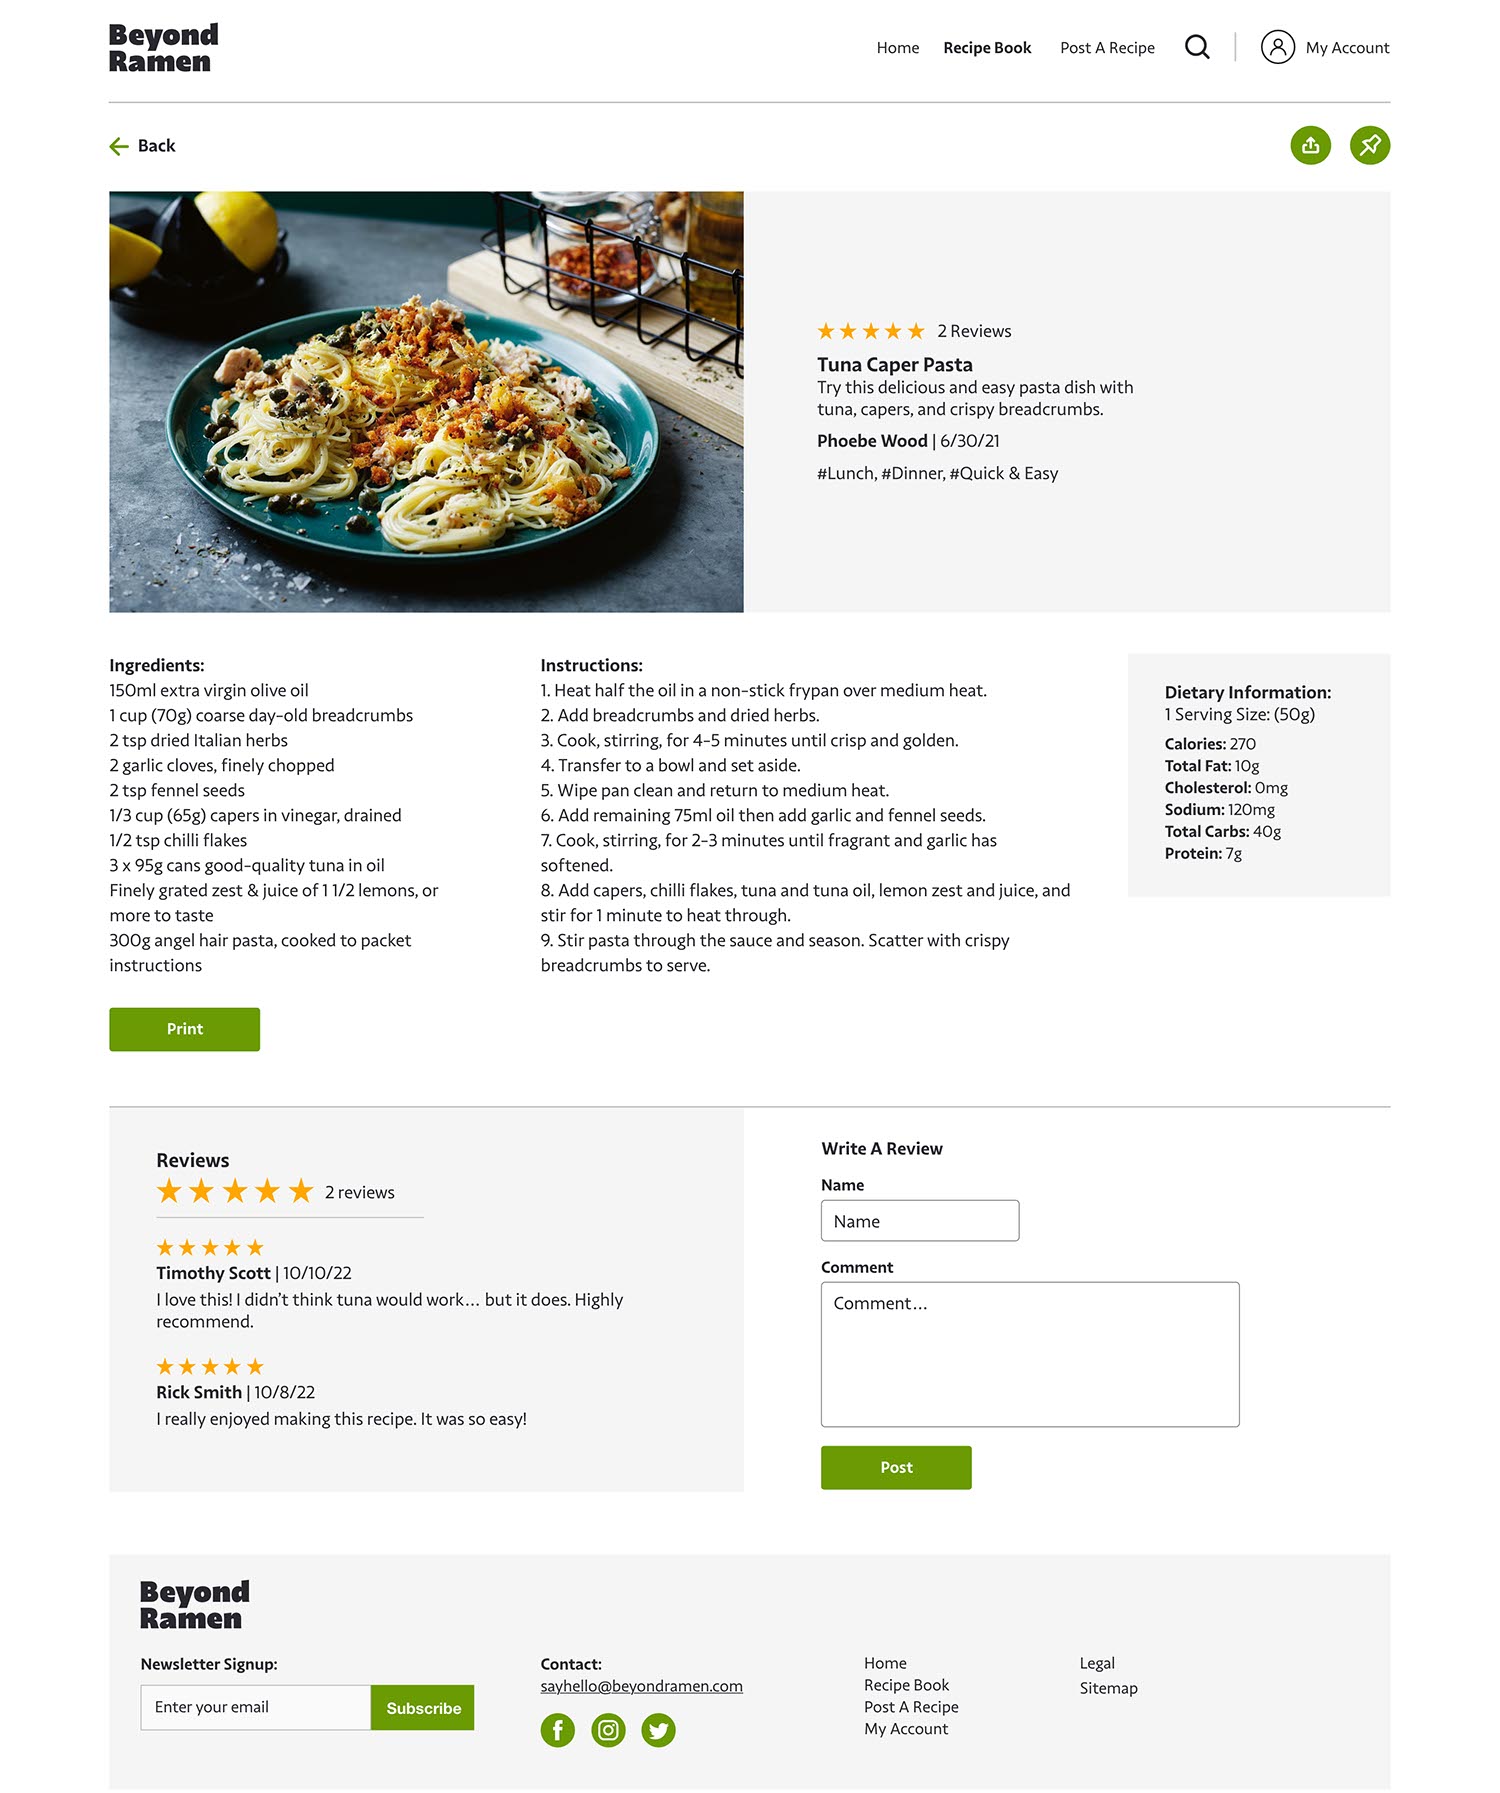 Beyond
Ramen
Home
Recipe Book
Post A Recipe
My Account
Back
2 Reviews
Tuna Caper Pasta
Try this delicious and easy pasta dish with
tuna, capers, and crispy breadcrumbs.
Phoebe Wood | 6/30/21
#Lunch, #Dinner, #Quick & Easy
Ingredients:
150ml extra virgin olive oil
1 cup (70g) coarse day-old breadcrumbs
2 tsp dried Italian herbs
2 garlic cloves, finely chopped
2 tsp fennel seeds
1/3 cup (65g) capers in vinegar, drained
1/2 tsp chilli flakes
3 x 95g cans good-quality tuna in oil
Finely grated zest & juice of 1 1/2 lemons, or
more to taste
300g angel hair pasta, cooked to packet
instructions
Print
Instructions:
1. Heat half the oil in a non-stick frypan over medium heat.
2. Add breadcrumbs and dried herbs.
3. Cook, stirring, for 4-5 minutes until crisp and golden.
4. Transfer to a bowl and set aside.
5. Wipe pan clean and return to medium heat.
6. Add remaining 75ml oil then add garlic and fennel seeds.
7. Cook, stirring, for 2-3 minutes until fragrant and garlic has
softened.
8. Add capers, chilli flakes, tuna and tuna oil, lemon zest and juice, and
stir for 1 minute to heat through.
9. Stir pasta through the sauce and season. Scatter with crispy
breadcrumbs to serve.
Dietary Information:
1 Serving Size: (50g)
Calories: 270
Total Fat: 10g
Cholesterol: 0mg
Sodium: 120mg
Total Carbs: 40g
Protein: 7g
Reviews
2 reviews
Timothy Scott | 10/10/22
I love this! I didn't think tuna would work... but it does. Highly
recommend.
Rick Smith | 10/8/22
I really enjoyed making this recipe. It was so easy!
Write A Review
Name
Name
Comment
Comment...
Post
Beyond
Ramen
Newsletter Signup:
Enter your email
Subscribe
Contact:
sayhello@beyondramen.com
Home
Recipe Book
Post A Recipe
My Account
Legal
Sitemap